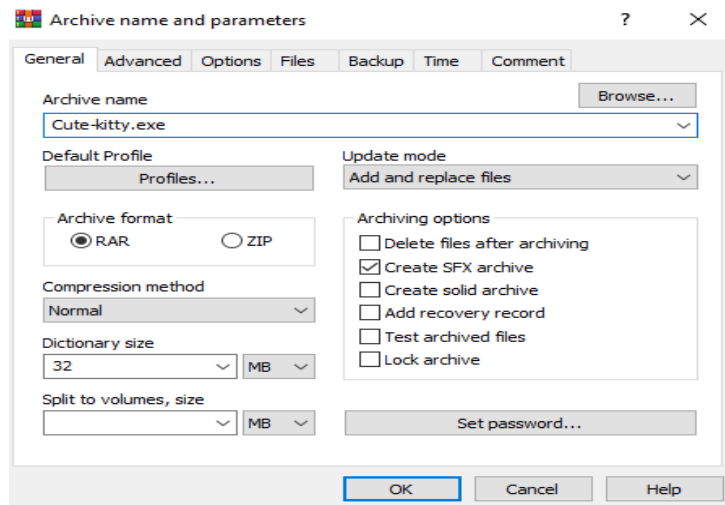 Archive name and parameters ?
General Advanced Options Files Backup Time Comment
Archive name Browse...
Cute-kitty.exe
Default Profile
Profiles...
Update mode
Add and replace files
Archive format
RAR ZIP
Compression method
Normal
Dictionary size
32 MB
Split to volumes, size
MB
Archiving options
Delete files after archiving
Create SFX archive
Create solid archive
Add recovery record
Test archived files
Lock archive
Set password...
OK Cancel Help